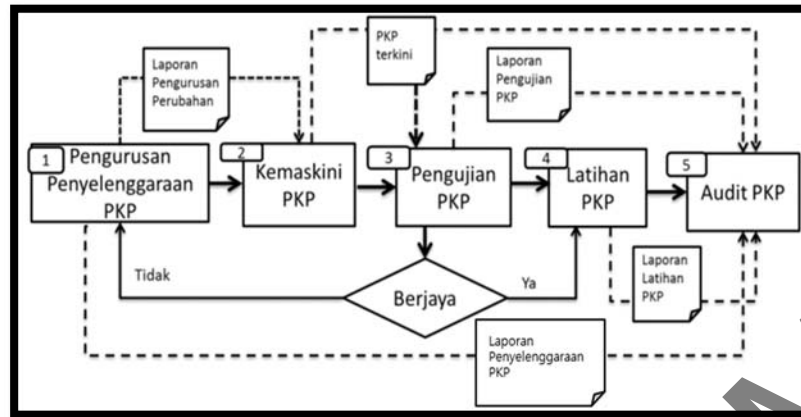 Laporan
Pengurusan
Perubahan
PKP
terkini
Laporan
Pengujian
PKP
1
Pengurusan
Penyelenggaraan
PKP
2
Kemaskini
PKP
3
Pengujian
PKP
4
Latihan
PKP
5
Audit PKP
Tidak
Berjaya
Ya
Laporan
Latihan
PKP
Laporan
Penyelenggaraan
PKP